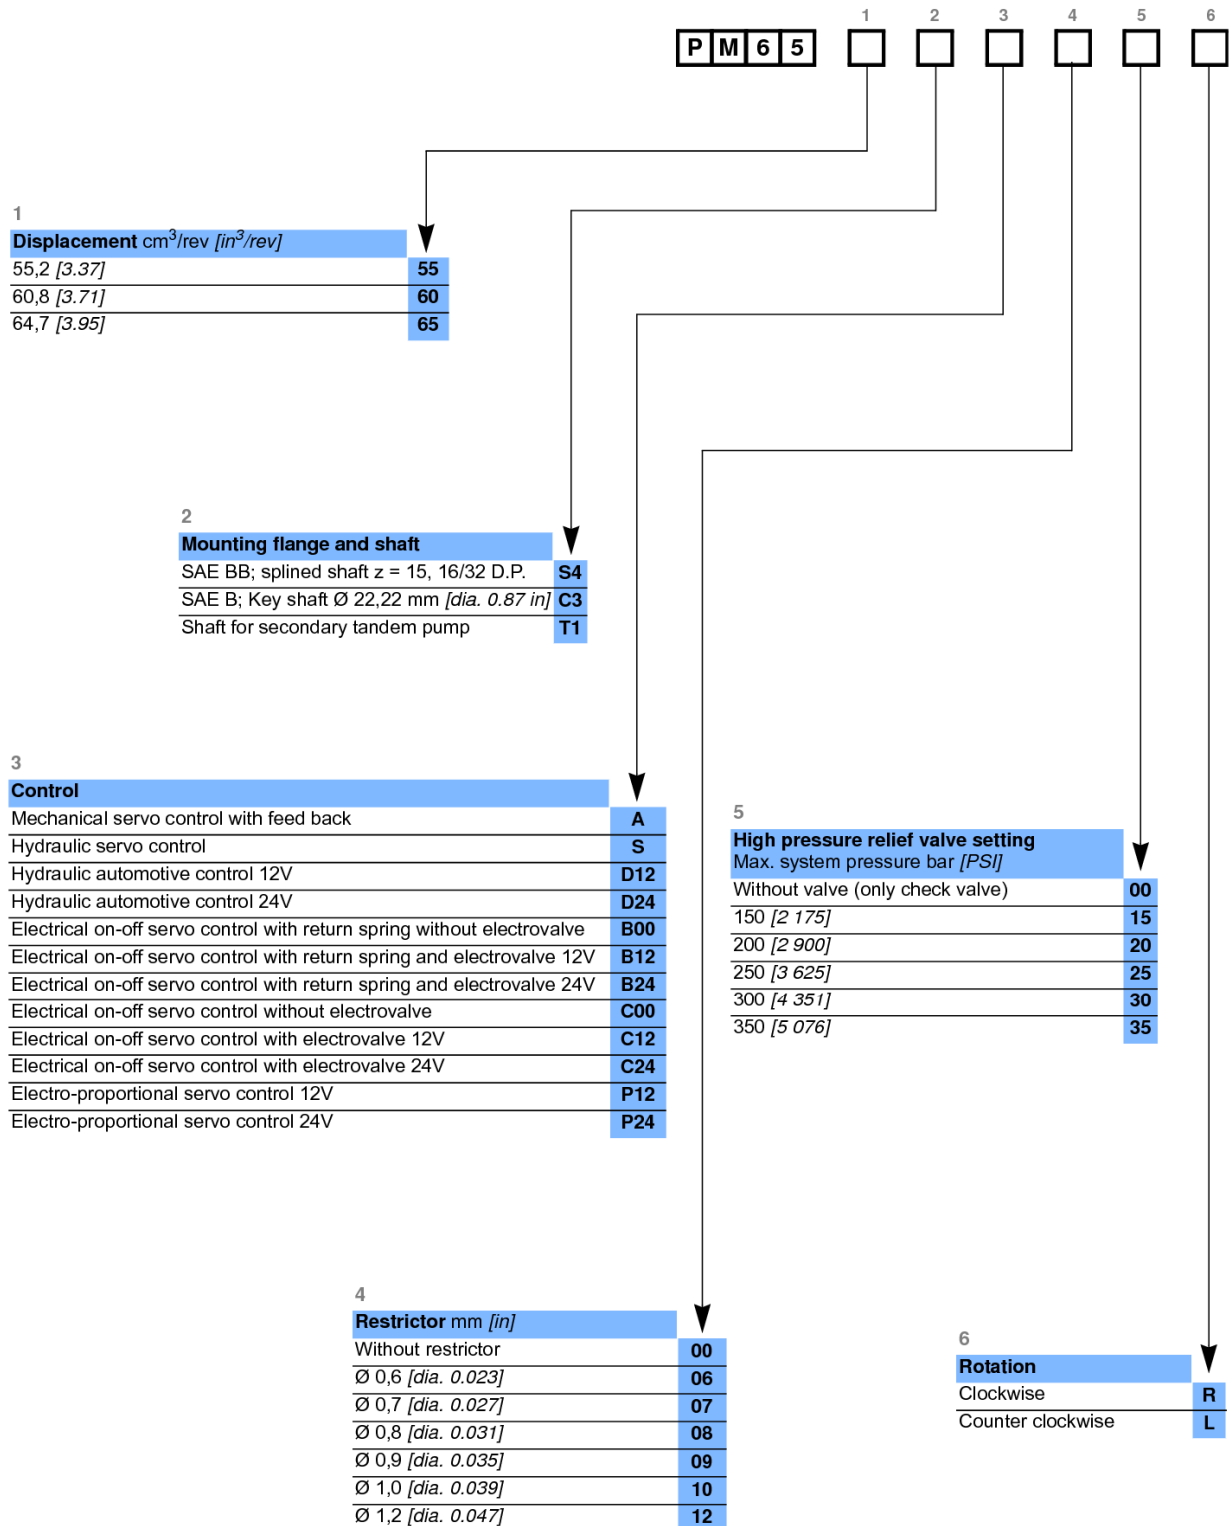 1 2 3 4 5 6
P M 6 5
1
Displacement cm³/rev [in³/rev]
55,2 [3.37] 55
60,8 [3.71] 60
64,7 [3.95] 65
2
Mounting flange and shaft
SAE BB; splined shaft z = 15, 16/32 D.P. S4
SAE B; Key shaft Ø 22,22 mm [dia. 0.87 in] C3
Shaft for secondary tandem pump T1
3
Control
Mechanical servo control with feed back A
Hydraulic servo control S
Hydraulic automotive control 12V D12
Hydraulic automotive control 24V D24
Electrical on-off servo control with return spring without electrovalve B00
Electrical on-off servo control with return spring and electrovalve 12V B12
Electrical on-off servo control with return spring and electrovalve 24V B24
Electrical on-off servo control without electrovalve C00
Electrical on-off servo control with electrovalve 12V C12
Electrical on-off servo control with electrovalve 24V C24
Electro-proportional servo control 12V P12
Electro-proportional servo control 24V P24
5
High pressure relief valve setting
Max. system pressure bar [PSI]
Without valve (only check valve) 00
150 [2 175] 15
200 [2 900] 20
250 [3 625] 25
300 [4 351] 30
350 [5 076] 35
4
Restrictor mm [in]
Without restrictor 00
Ø 0,6 [dia. 0.023] 06
Ø 0,7 [dia. 0.027] 07
Ø 0,8 [dia. 0.031] 08
Ø 0,9 [dia. 0.035] 09
Ø 1,0 [dia. 0.039] 10
Ø 1,2 [dia. 0.047] 12
6
Rotation
Clockwise R
Counter clockwise L